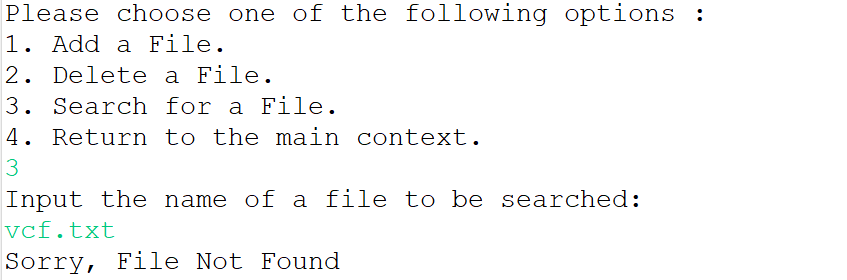 Please choose one of the following options :
1. Add a File.
2. Delete a File.
3. Search for a File.
4. Return to the main context.
3
Input the name of a file to be searched:
vcf.txt
Sorry, File Not Found